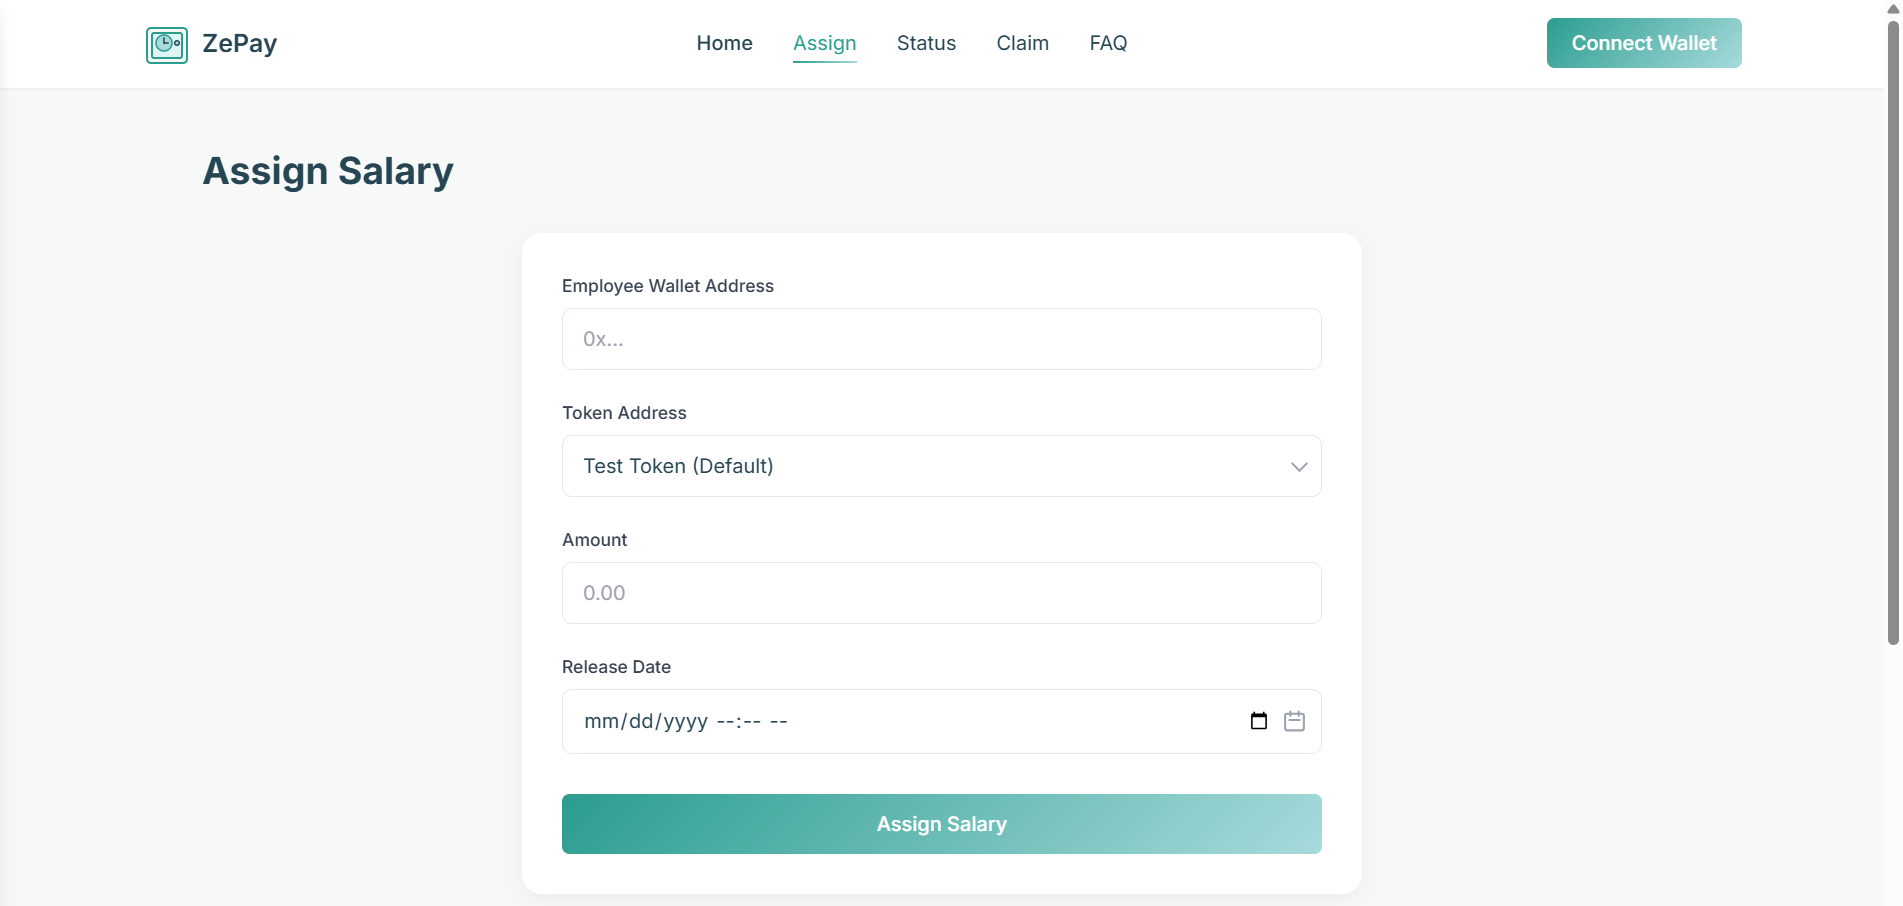 ZePay
Home
Assign
Status
Claim
FAQ
Connect Wallet
Assign Salary
Employee Wallet Address
0x...
Token Address
Test Token (Default)
Amount
0.00
Release Date
mm/dd/yyyy --:-- --
Assign Salary